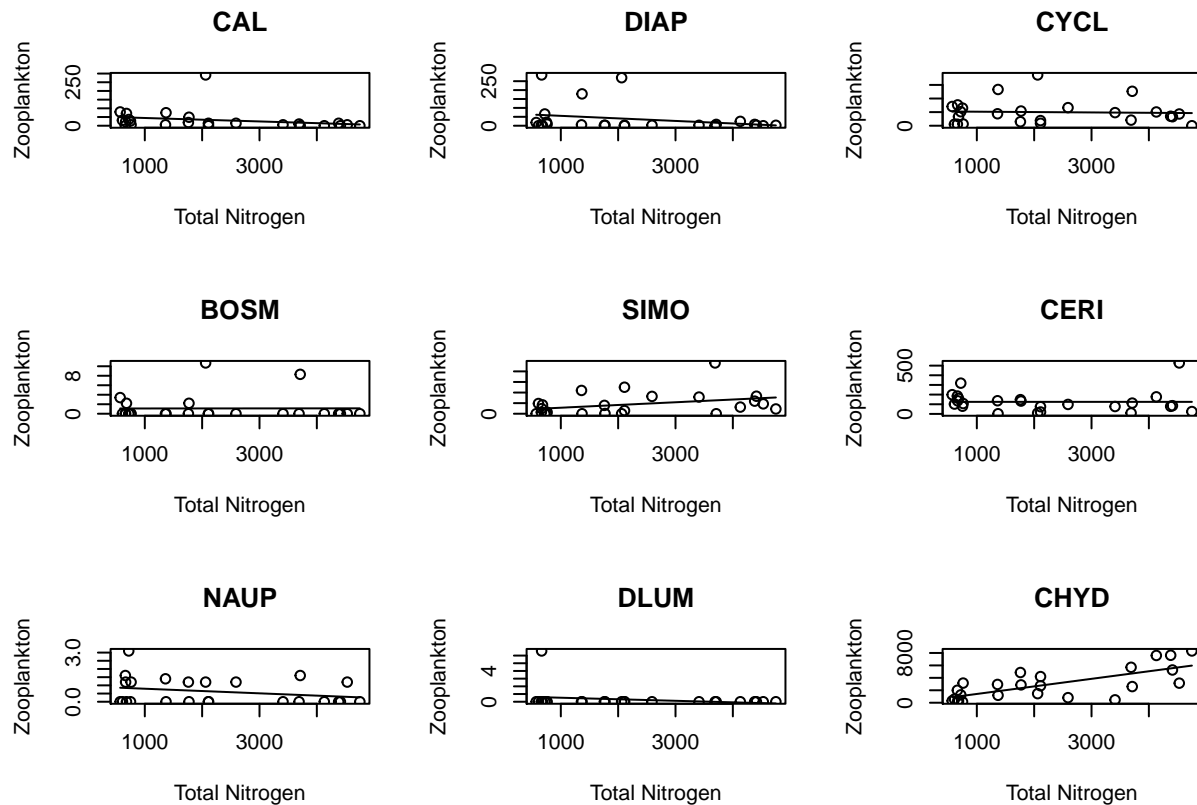 CAL
Zooplankton
0
250
1000
3000
Total Nitrogen
DIAP
Zooplankton
0
250
1000
3000
Total Nitrogen
CYCL
Zooplankton
0
1000
3000
Total Nitrogen
BOSM
Zooplankton
0
8
1000
3000
Total Nitrogen
SIMO
Zooplankton
0
1000
3000
Total Nitrogen
CERI
Zooplankton
0
500
1000
3000
Total Nitrogen
NAUP
Zooplankton
0.0
3.0
1000
3000
Total Nitrogen
DLUM
Zooplankton
0
4
1000
3000
Total Nitrogen
CHYD
Zooplankton
0
8000
1000
3000
Total Nitrogen